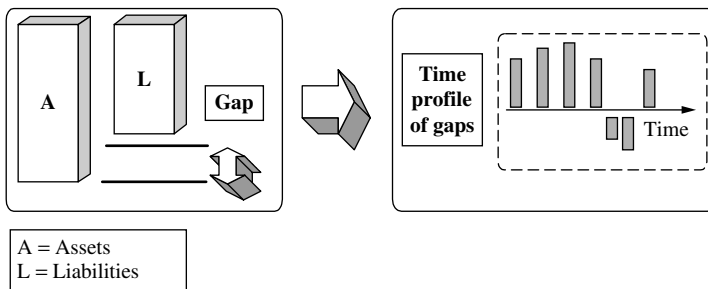 A
L
Gap
Time
profile
of gaps
Time
A = Assets
L = Liabilities